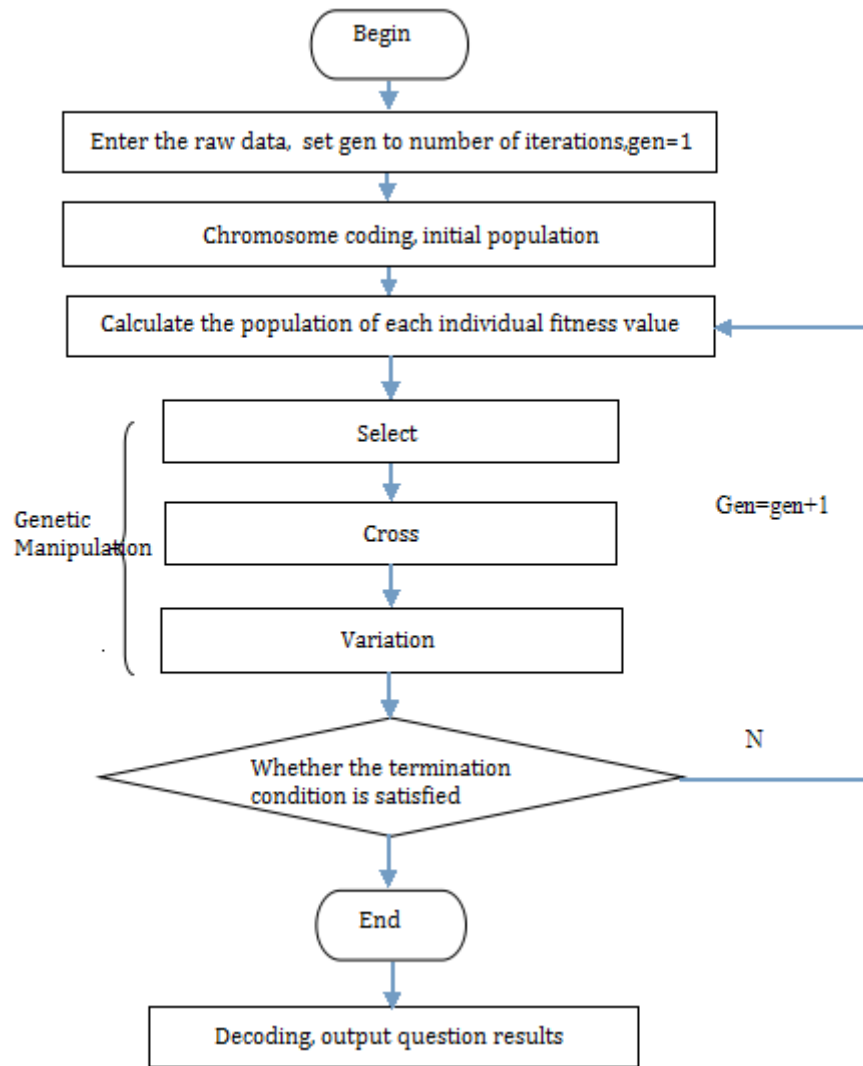 Begin
Enter the raw data, set gen to number of iterations,gen=1
Chromosome coding, initial population
Calculate the population of each individual fitness value
Select
Genetic
Manipulation
Cross
Gen=gen+1
Variation
Whether the termination
condition is satisfied
N
End
Decoding, output question results